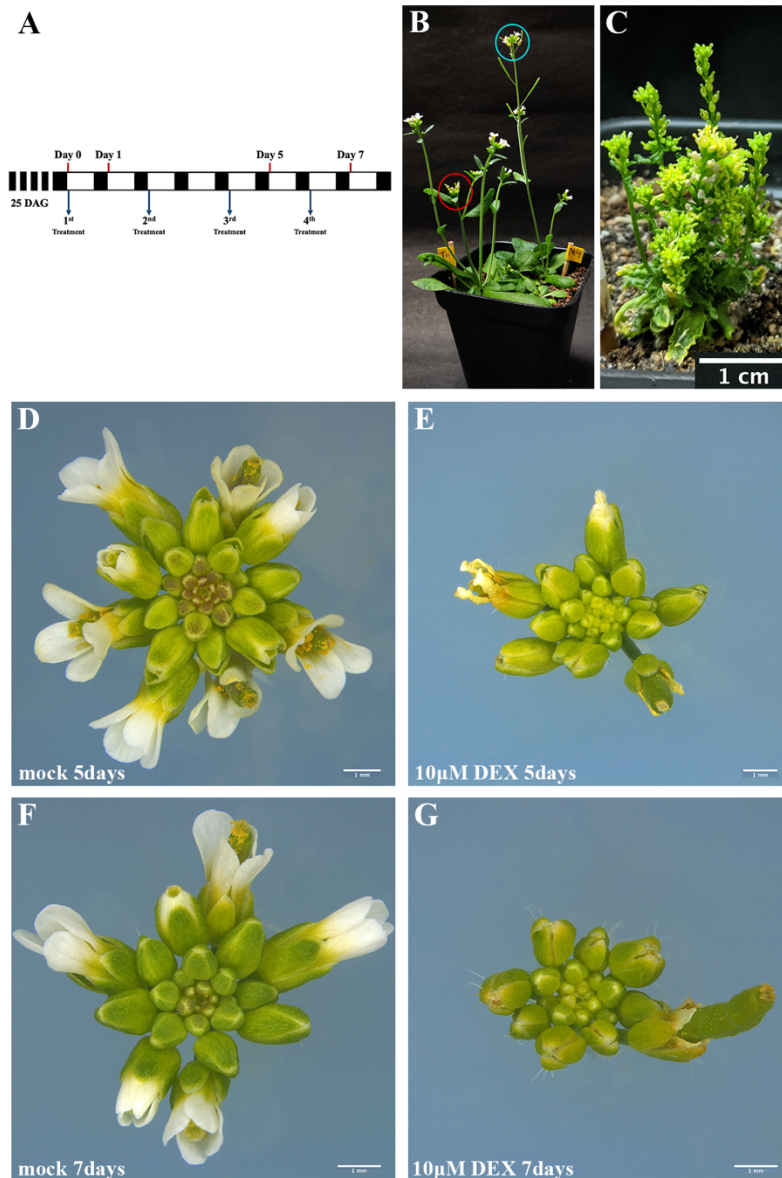 A
B
C
Day 0
Day 1
Day 5
Day 7
25 DAG
1st
2nd
3rd
4th
Treatment
Treatment
Treatment
Treatment
1 cm
D
E
mock 5days
1 mm
10µM DEX 5days
1 mm
F
G
mock 7days
1 mm
10µM DEX 7days
1 mm